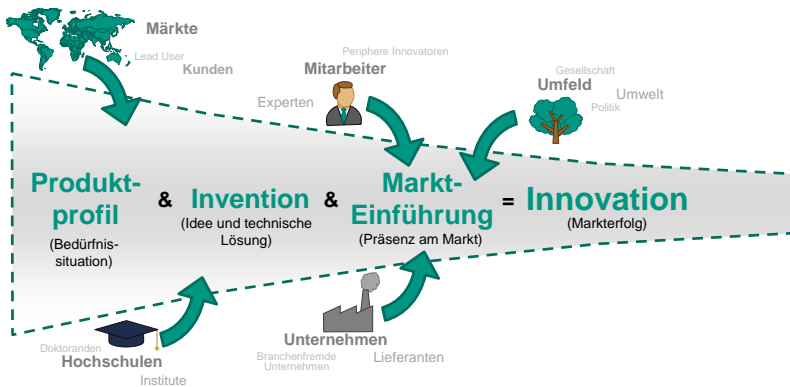 Märkte
Lead User
Kunden
Periphere Innovatoren
Mitarbeiter
Experten
Gesellschaft
Umfeld
Umwelt
Politik
Produkt-
profil
(Bedürfnis-
situation)
&
Invention
(Idee und technische
Lösung)
&
Markt-
Einführung
(Präsenz am Markt)
=
Innovation
(Markterfolg)
Doktoranden
Hochschulen
Institute
Unternehmen
Branchenfremde
Unternehmen
Lieferanten